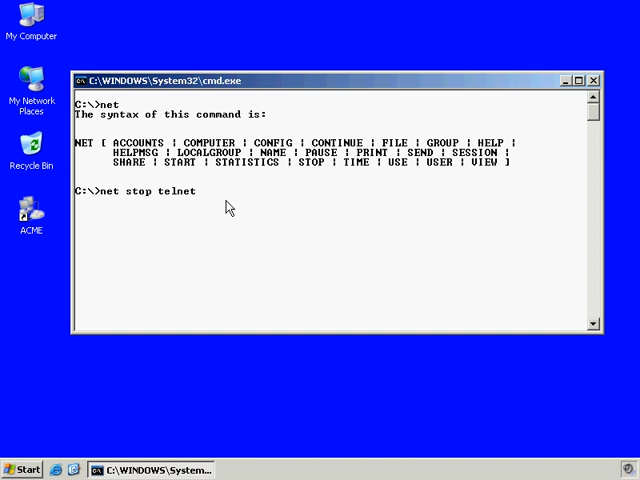 My Computer
My Network
Places
Recycle Bin
ACME
C:\WINDOWS\System32\cmd.exe
C:\>net
The syntax of this command is:
NET [ ACCOUNTS ¦ COMPUTER ¦ CONFIG ¦ CONTINUE ¦ FILE ¦ GROUP ¦ HELP ¦
HELPMSG ¦ LOCALGROUP ¦ NAME ¦ PAUSE ¦ PRINT ¦ SEND ¦ SESSION ¦
SHARE ¦ START ¦ STATISTICS ¦ STOP ¦ TIME ¦ USE ¦ USER ¦ VIEW ]
C:\>net stop telnet
Start
C:\WINDOWS\System...